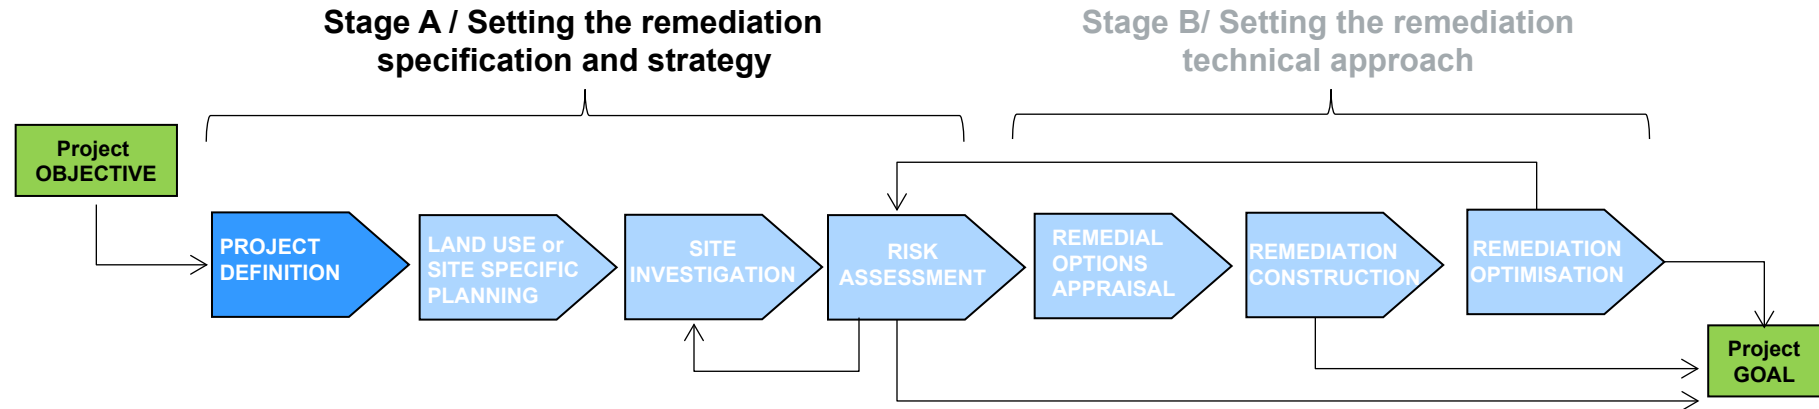 Stage A / Setting the remediation
specification and strategy
Stage B/ Setting the remediation
technical approach
Project
OBJECTIVE
PROJECT
DEFINITION
LAND USE or
SITE SPECIFIC
PLANNING
SITE
INVESTIGATION
RISK
ASSESSMENT
REMEDIAL
OPTIONS
APPRAISAL
REMEDIATION
CONSTRUCTION
REMEDIATION
OPTIMISATION
Project
GOAL